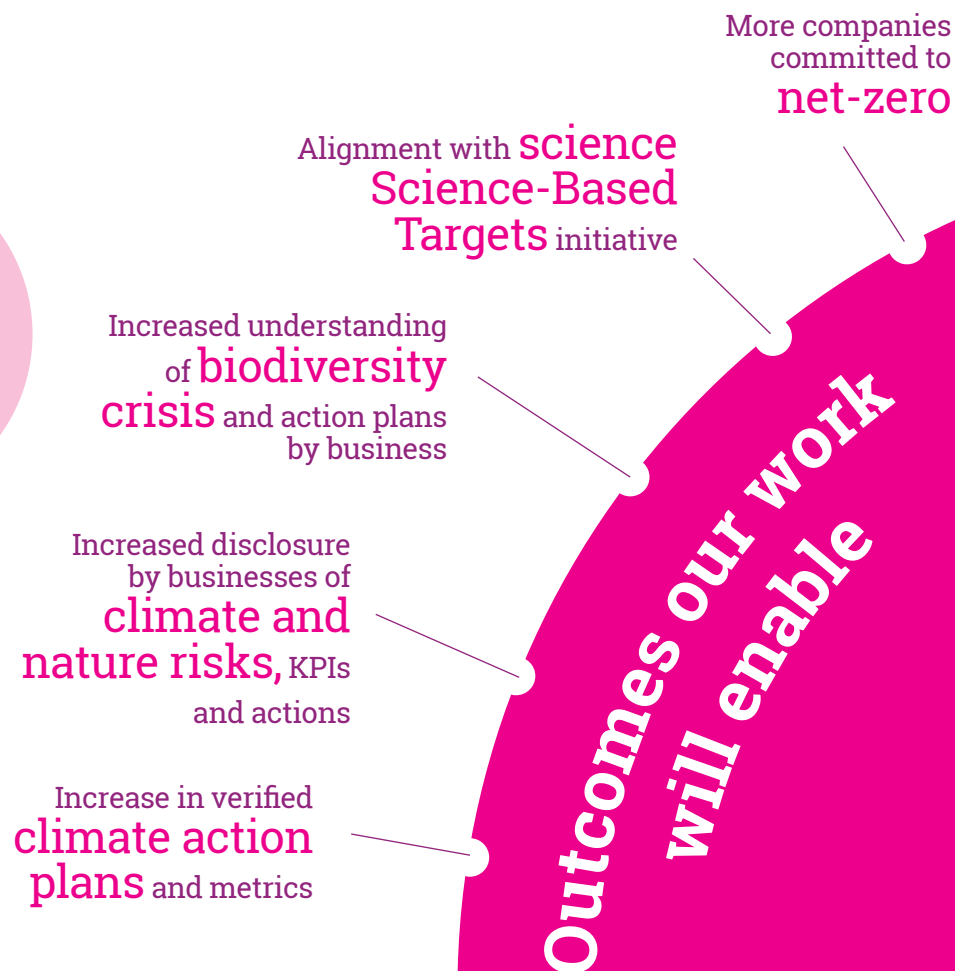 More companies
committed to
net-zero
Alignment with science
Science-Based
Targets initiative
Increased understanding
of biodiversity
crisis and action plans
by business
Increased disclosure
by businesses of
climate and
nature risks, KPIs
and actions
Increase in verified
climate action
plans and metrics
Outcomes our work
will enable